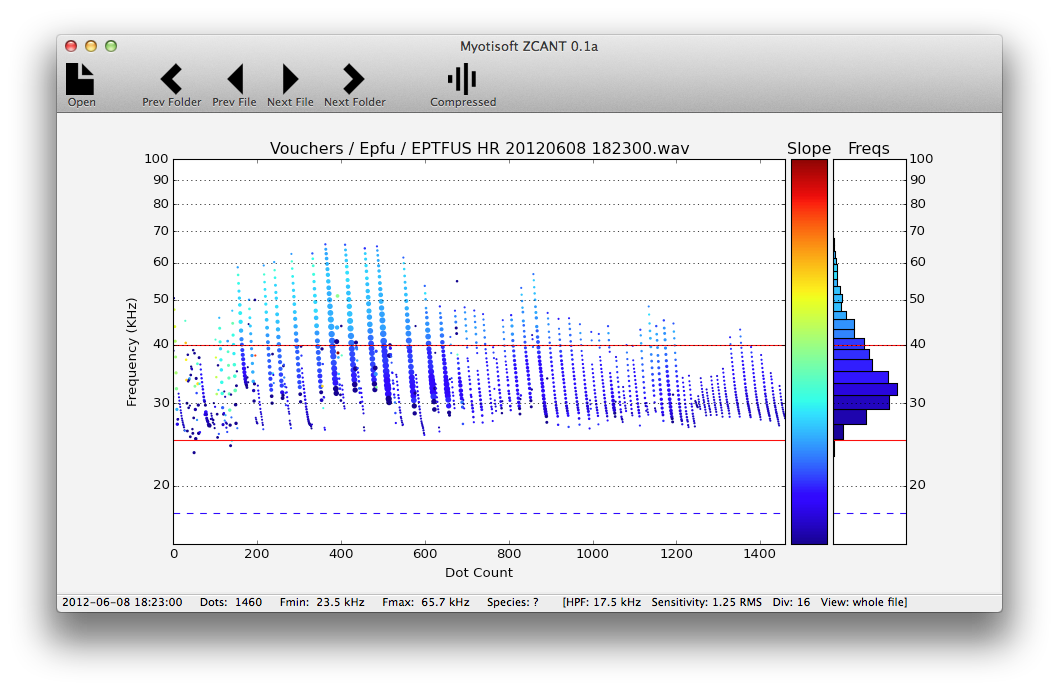 Myotisoft ZCANT 0.1a
Open Prev Folder Prev File Next File Next Folder Compressed
Vouchers / Epfu / EPTFUS HR 20120608 182300.wav Slope Freqs
100 100
90 90
80 80
70 70
60 60
50 50
40 40
30 30
20 20
Frequency (KHz)
0 200 400 600 800 1000 1200 1400
Dot Count
2012-06-08 18:23:00 Dots: 1460 Fmin: 23.5 kHz Fmax: 65.7 kHz Species: ? [HPF: 17.5 kHz Sensitivity: 1.25 RMS Div: 16 View: whole file]